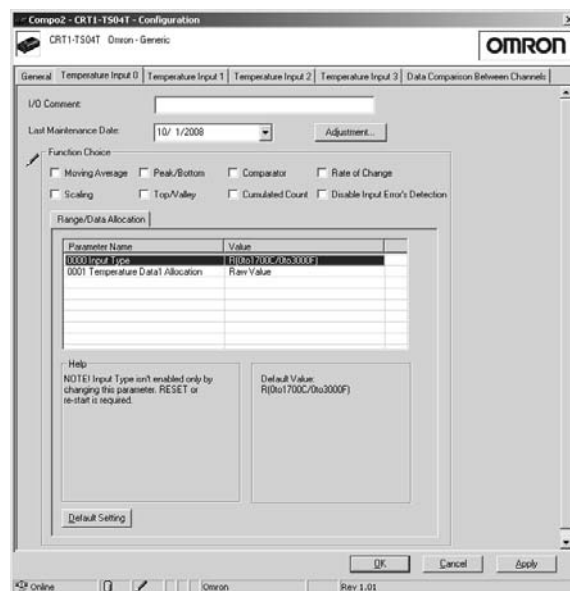 Compo2 - CRT1-TS04T - Configuration
CRT1-TS04T Omron - Generic
OMRON
General Temperature Input 0 Temperature Input 1 Temperature Input 2 Temperature Input 3 Data Comparison Between Channels
I/O Comment:
Last Maintenance Date: 10/ 1/2008 Adjustment...
Function Choice
Moving Average Peak/Bottom Comparator Rate of Change
Scaling Top/Valley Cumulated Count Disable Input Error's Detection
Range/Data Allocation
Parameter Name Value
0000 Input Type R(0to1700C/0to3000F)
0001 Temperature Data1 Allocation Raw Value
Help
NOTE! Input Type isn't enabled only by
changing this parameter. RESET or
re-start is required.
Default Value:
R(0to1700C/0to3000F)
Default Setting
OK Cancel Apply
Online Omron Rev 1.01